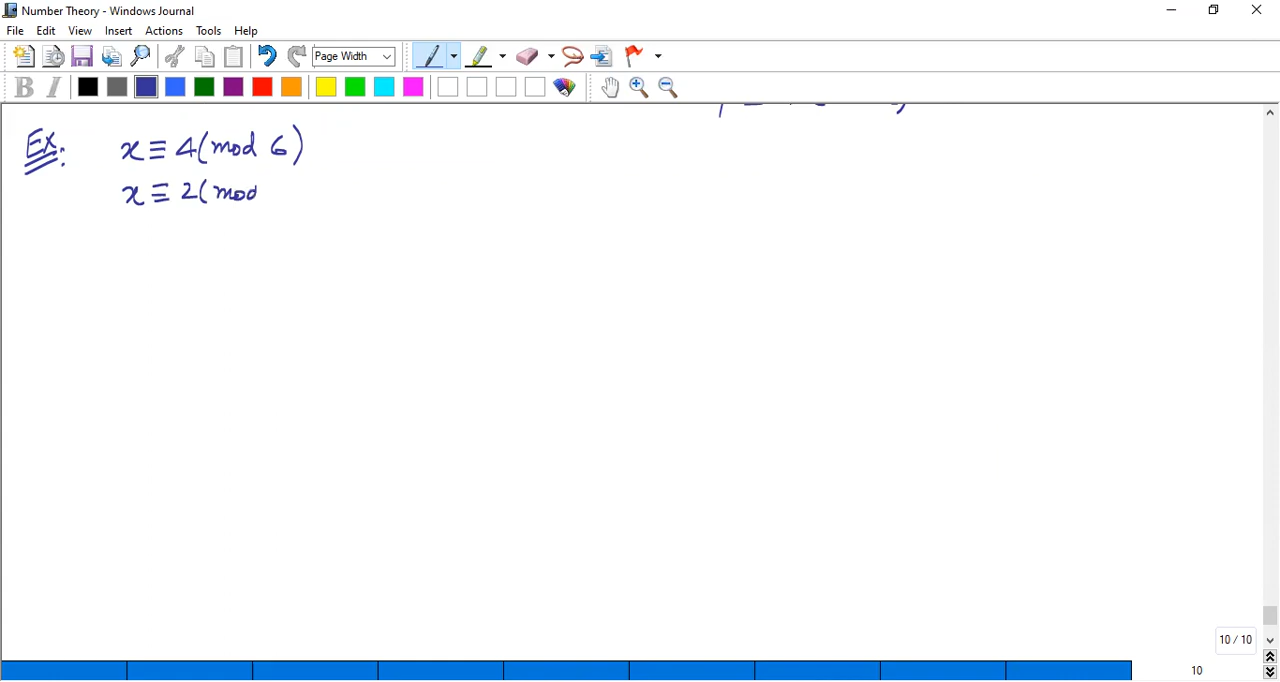 Number Theory - Windows Journal
File Edit View Insert Actions Tools Help
Page Width
B I
Ex: x ≡ 4(mod 6)
x ≡ 2(mod
10 / 10
10